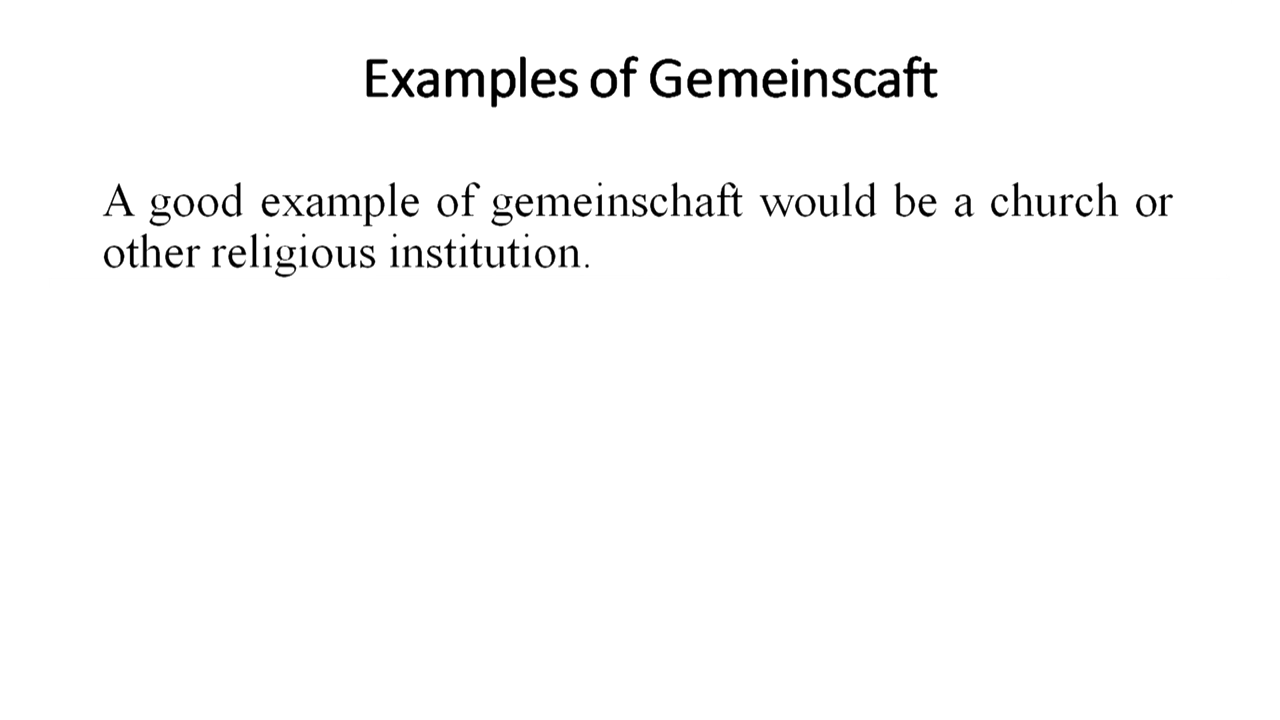 Examples of Gemeinscaft
A good example of gemeinschaft would be a church or
other religious institution.